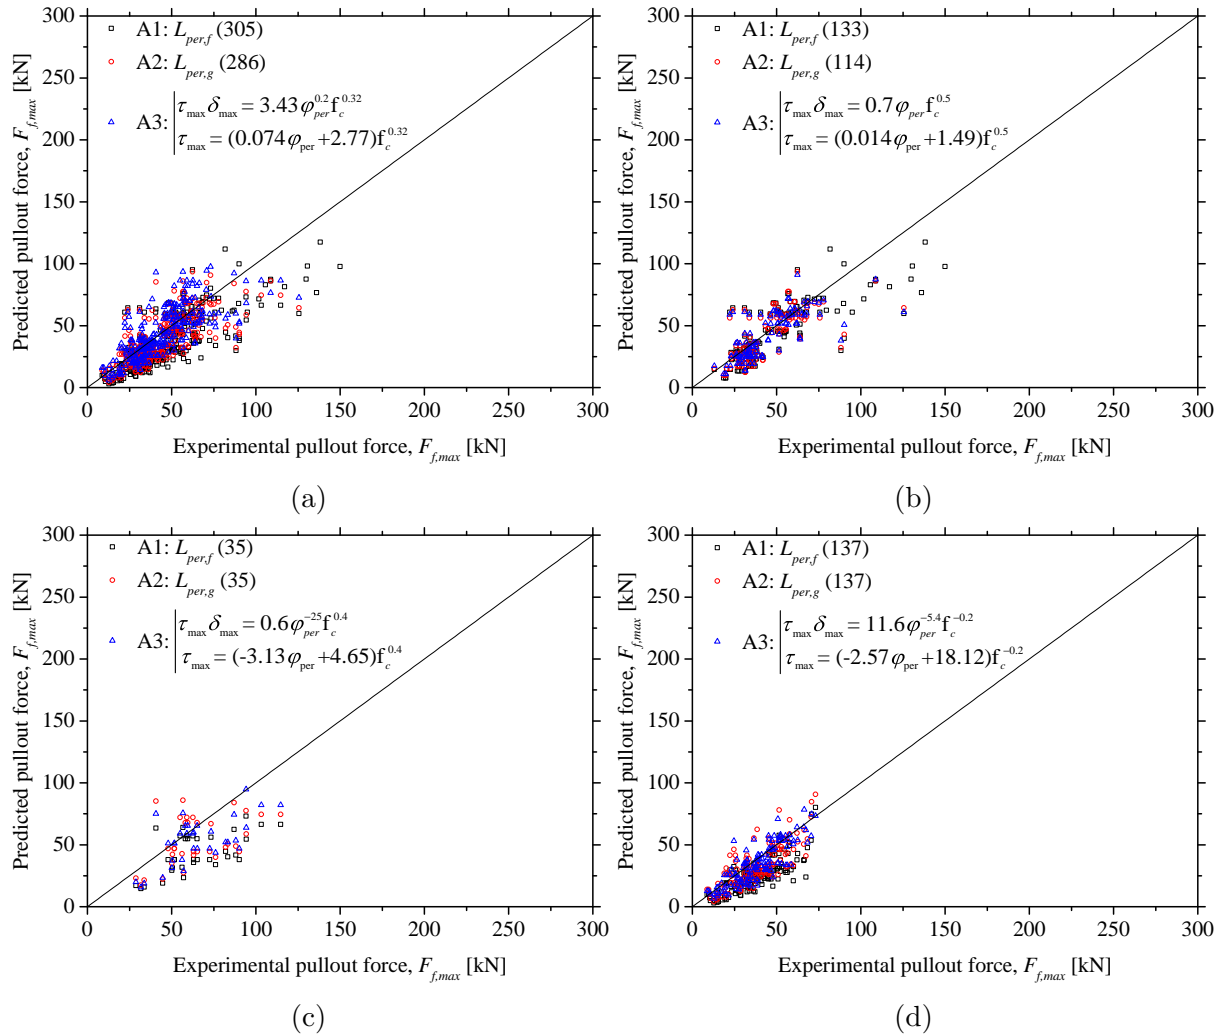 A1: L_per,f (305)
A2: L_per,g (286)
A3: τ_max δ_max = 3.43φ_per^0.2 f_c^0.32
τ_max = (0.074φ_per +2.77)f_c^0.32
Predicted pullout force, F_f,max [kN]
300
250
200
150
100
50
0
0 50 100 150 200 250 300
Experimental pullout force, F_f,max [kN]
(a)
A1: L_per,f (133)
A2: L_per,g (114)
A3: τ_max δ_max = 0.7φ_per f_c^0.5
τ_max = (0.014φ_per +1.49)f_c^0.5
Predicted pullout force, F_f,max [kN]
300
250
200
150
100
50
0
0 50 100 150 200 250 300
Experimental pullout force, F_f,max [kN]
(b)
A1: L_per,f (35)
A2: L_per,g (35)
A3: τ_max δ_max = 0.6φ_per^-25 f_c^0.4
τ_max = (-3.13φ_per +4.65)f_c^0.4
Predicted pullout force, F_f,max [kN]
300
250
200
150
100
50
0
0 50 100 150 200 250 300
Experimental pullout force, F_f,max [kN]
(c)
A1: L_per,f (137)
A2: L_per,g (137)
A3: τ_max δ_max = 11.6φ_per^-5.4 f_c^-0.2
τ_max = (-2.57φ_per +18.12)f_c^-0.2
Predicted pullout force, F_f,max [kN]
300
250
200
150
100
50
0
0 50 100 150 200 250 300
Experimental pullout force, F_f,max [kN]
(d)